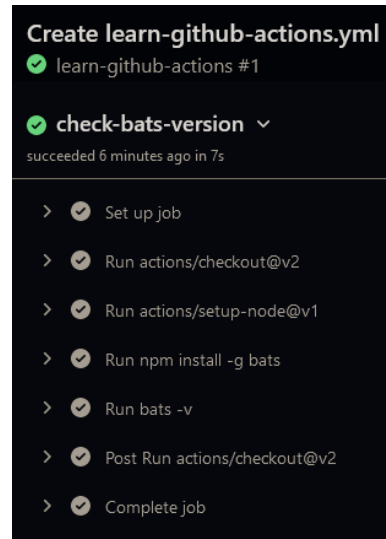 Create learn-github-actions.yml
learn-github-actions #1
check-bats-version
succeeded 6 minutes ago in 7s
Set up job
Run actions/checkout@v2
Run actions/setup-node@v1
Run npm install -g bats
Run bats -v
Post Run actions/checkout@v2
Complete job